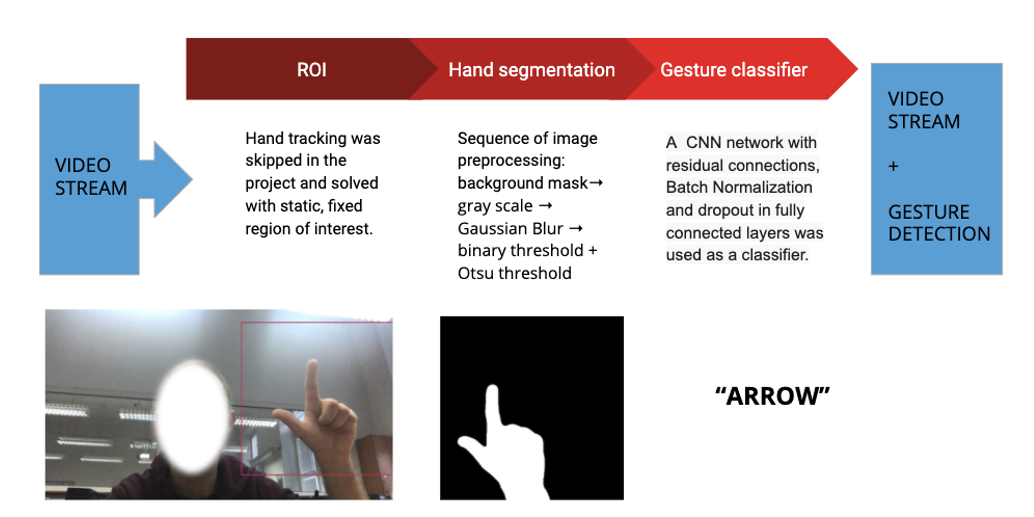 ROI
Hand segmentation
Gesture classifier
VIDEO
STREAM
Hand tracking was
skipped in the
project and solved
with static, fixed
region of interest.
Sequence of image
preprocessing:
background mask→
gray scale →
Gaussian Blur →
binary threshold +
Otsu threshold
A CNN network with
residual connections,
Batch Normalization
and dropout in fully
connected layers was
used as a classifier.
VIDEO
STREAM
+
GESTURE
DETECTION
“ARROW”